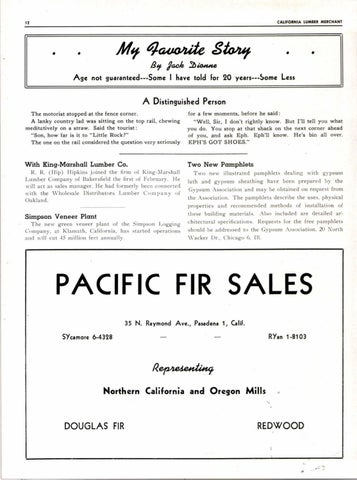 12
CALIFORNIA LUMBER MERCHANT
My Favorite Story
By Jack Dionne
Age not guaranteed---Some I have told for 20 years---Some Less
A Distinguished Person
The motorist stopped at the fence corner.
A lanky country lad was sitting on the top rail, chewing
meditatively on a straw. Said the tourist:
"Son, how far is it to "Little Rock?"
The one on the rail considered the question very seriously
for a few moments, before he said:
"Well, Sir, I don't rightly know. But I'll tell you what
you do. You stop at that shack on the next corner ahead
of you, and ask Eph. Eph'll know. He's bin all over.
EPH'S GOT SHOES."
With King-Marshall Lumber Co.
R. R. (Hip) Hipkins joined the firm of King-Marshall
Lumber Company of Bakersfield the first of February. He
will act as sales manager. He had formerly been connected
with the Wholesale Distributors Lumber Company of
Oakland.
Simpson Veneer Plant
The new green veneer plant of the Simpson Logging
Company, at Klamath, California, has started operations
and will cut 45 million feet annually.
Two New Pamphlets
Two new illustrated pamphlets dealing with gypsum
lath and gypsum sheathing have been prepared by the
Gypsum Association and may be obtained on request from
the Association. The pamphlets describe the uses, physical
properties and recommended methods of installation of
these building materials. Also included are detailed ar-
chitectural specifications. Requests for the free pamphlets
should be addressed to the Gypsum Association, 20 North
Wacker Dr., Chicago 6, Ill.
PACIFIC FIR SALES
35 N. Raymond Ave., Pasadena 1, Calif.
SYcamore 6-4328 — — RYan 1-8103
Representing
Northern California and Oregon Mills
DOUGLAS FIR REDWOOD